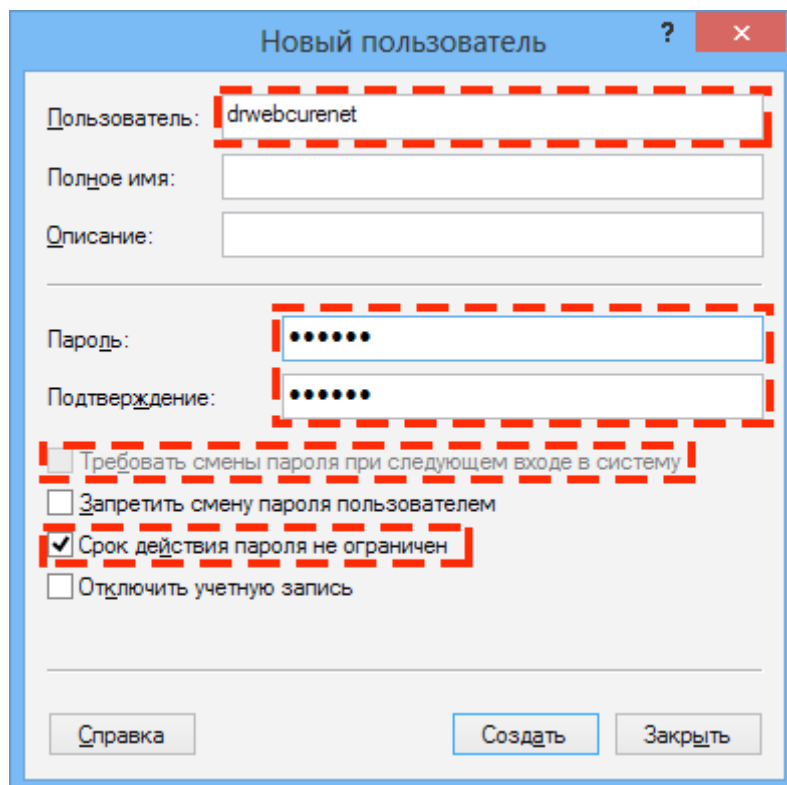 Новый пользователь ? ×
Пользователь: drwebcurenet
Полное имя:
Описание:
Пароль: ●●●●●●
Подтверждение: ●●●●●●
Требовать смены пароля при следующем входе в систему
Запретить смену пароля пользователем
Срок действия пароля не ограничен
Отключить учетную запись
Справка Создать Закрыть